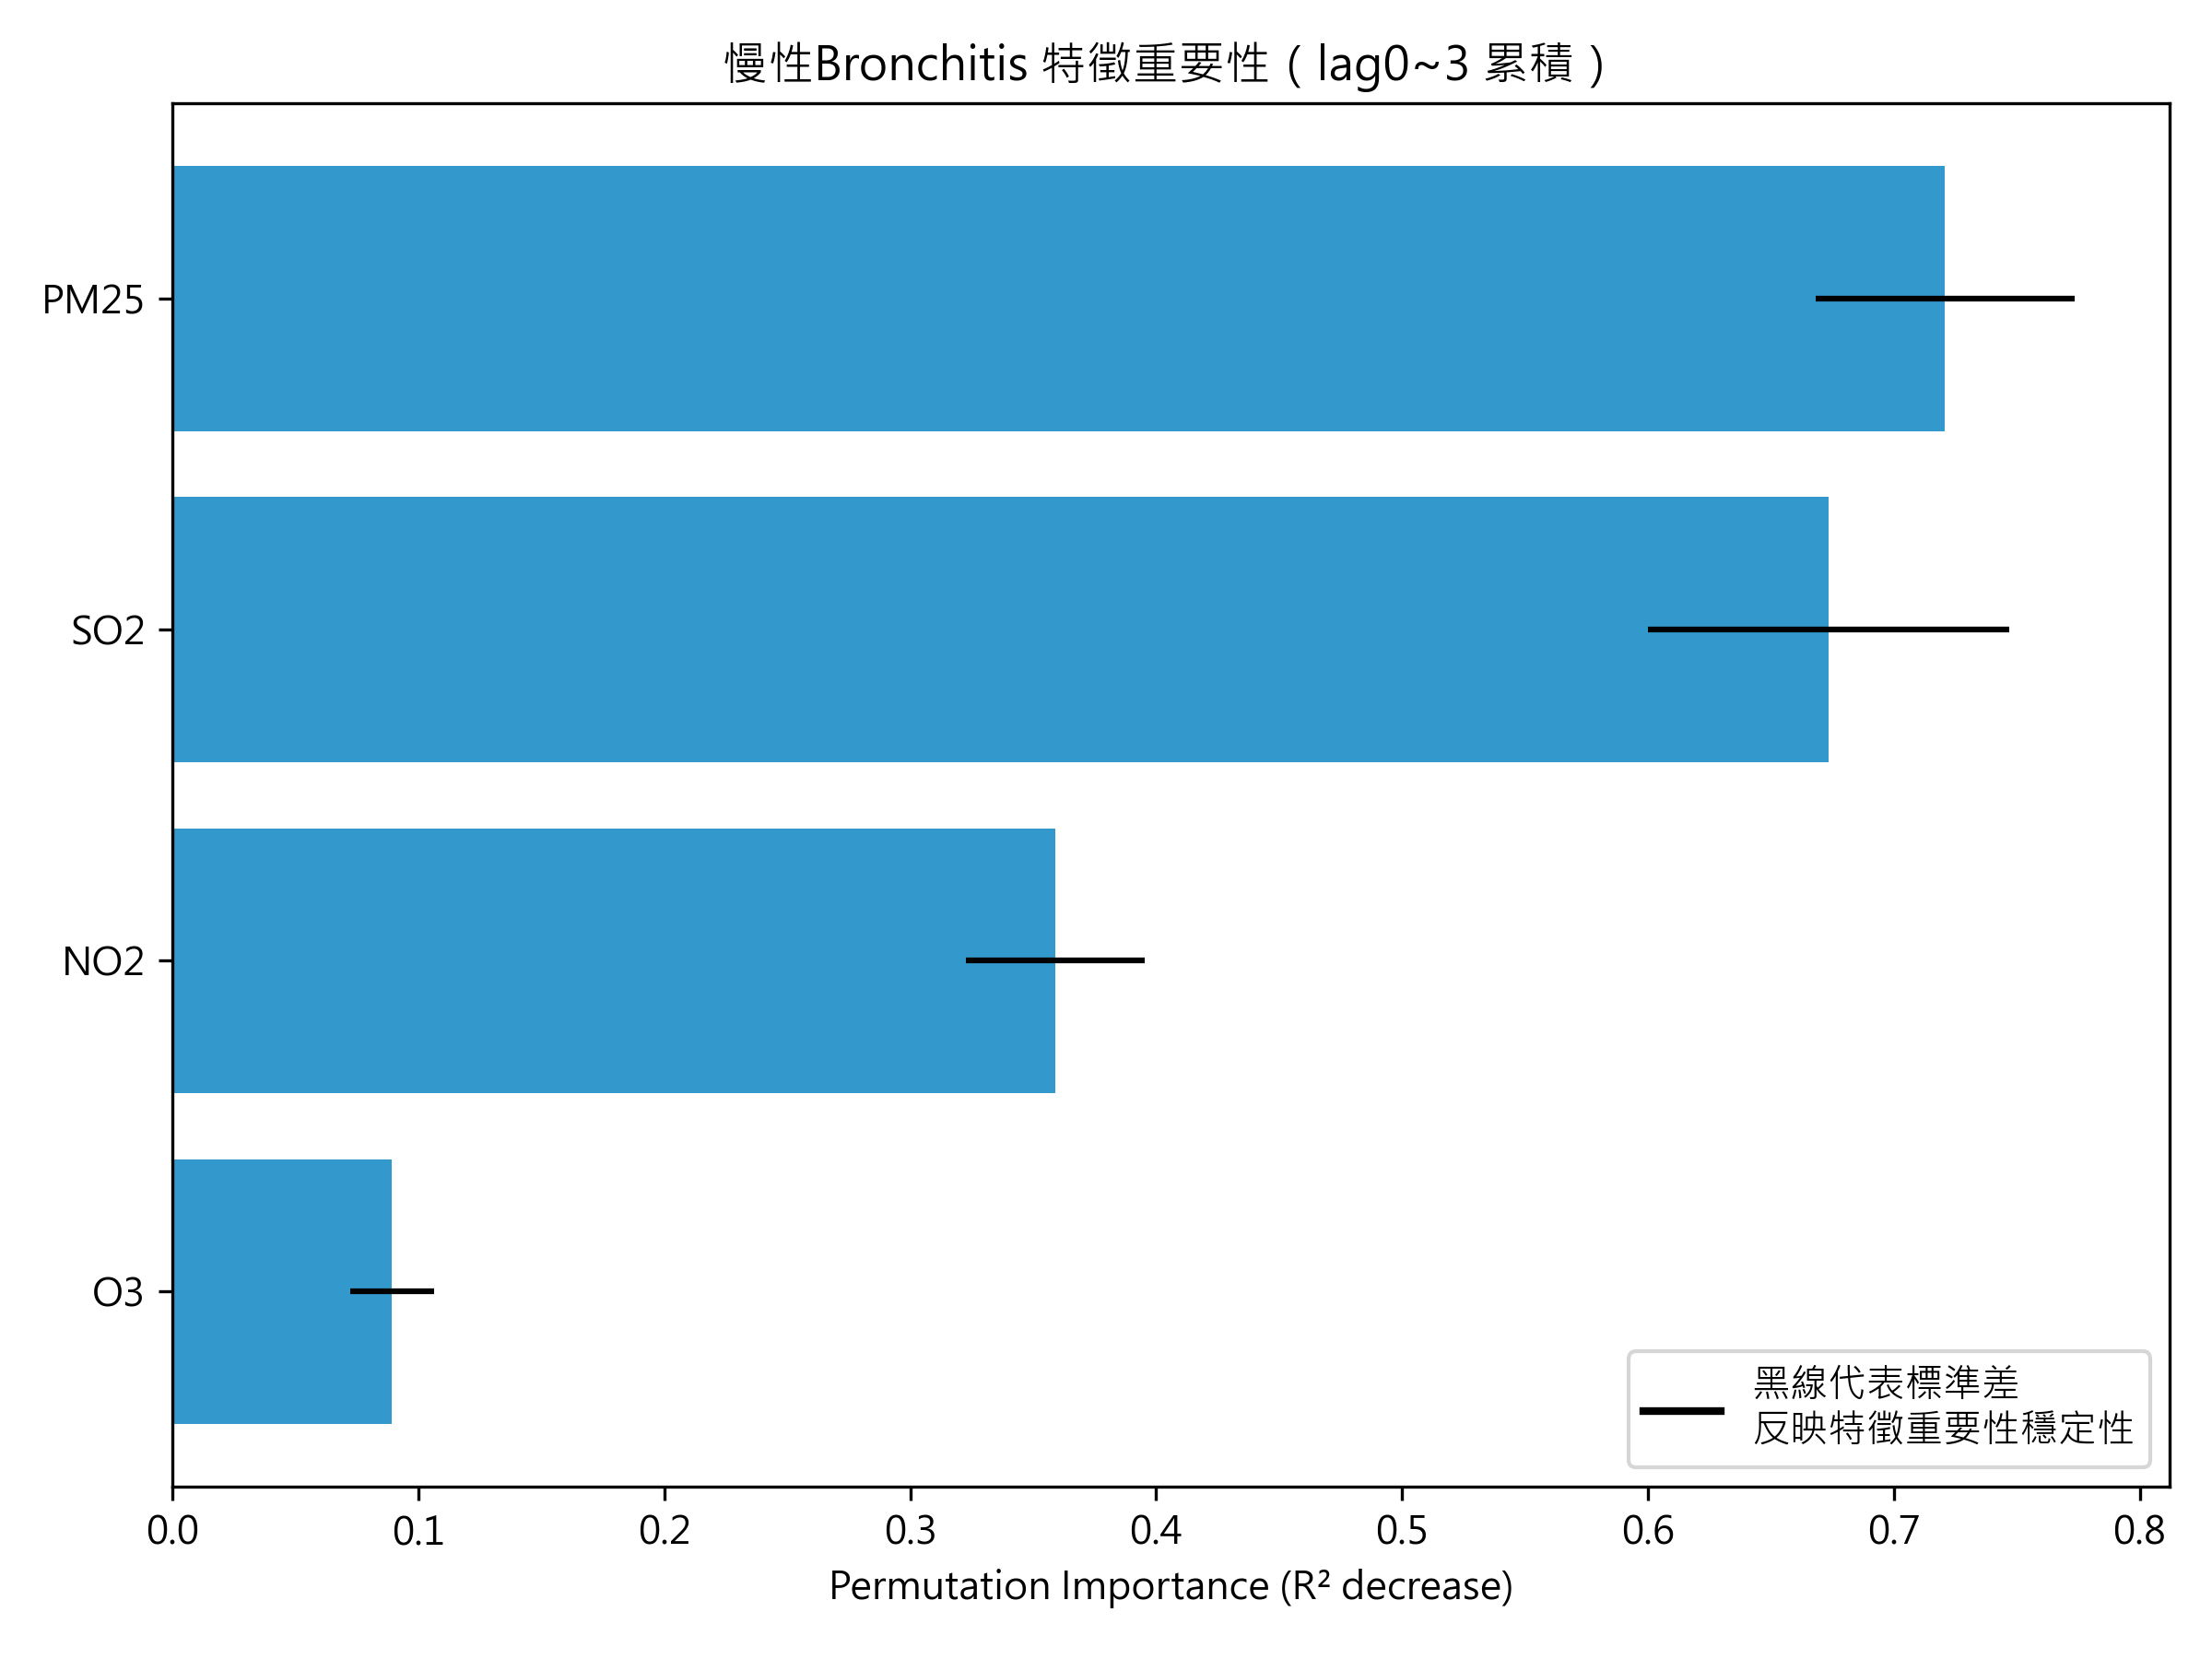 慢性Bronchitis 特徵重要性（lag0~3 累積）
PM25
SO2
NO2
O3
黑線代表標準差
反映特徵重要性穩定性
0.0 0.1 0.2 0.3 0.4 0.5 0.6 0.7 0.8
Permutation Importance (R² decrease)